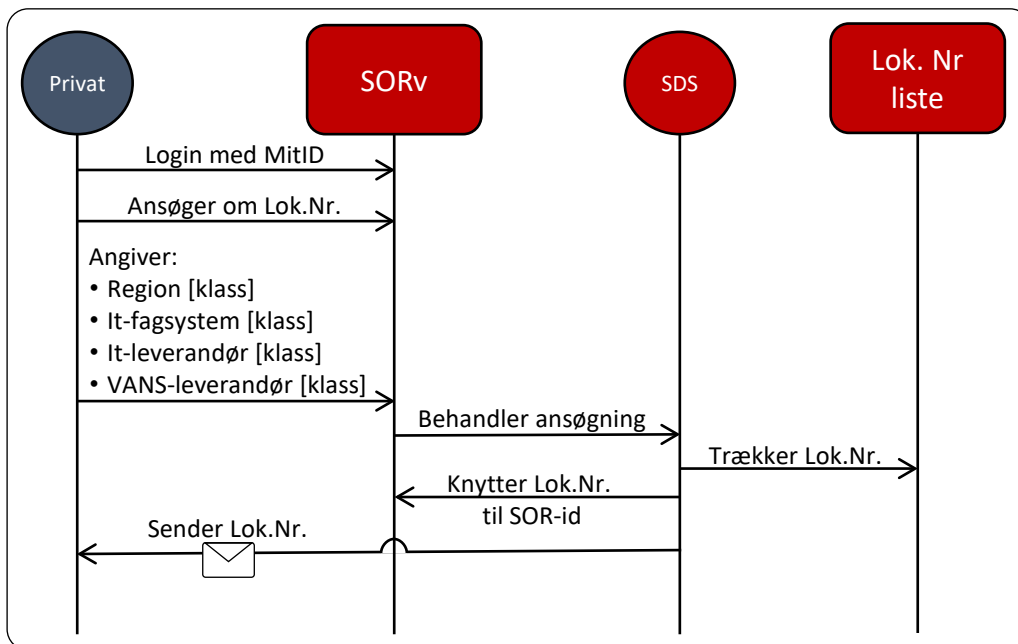 Privat
SORv
SDS
Lok. Nr
liste
Login med MitID
Ansøger om Lok.Nr.
Angiver:
• Region [klass]
• It-fagsystem [klass]
• It-leverandør [klass]
• VANS-leverandør [klass]
Behandler ansøgning
Trækker Lok.Nr.
Knytter Lok.Nr.
til SOR-id
Sender Lok.Nr.